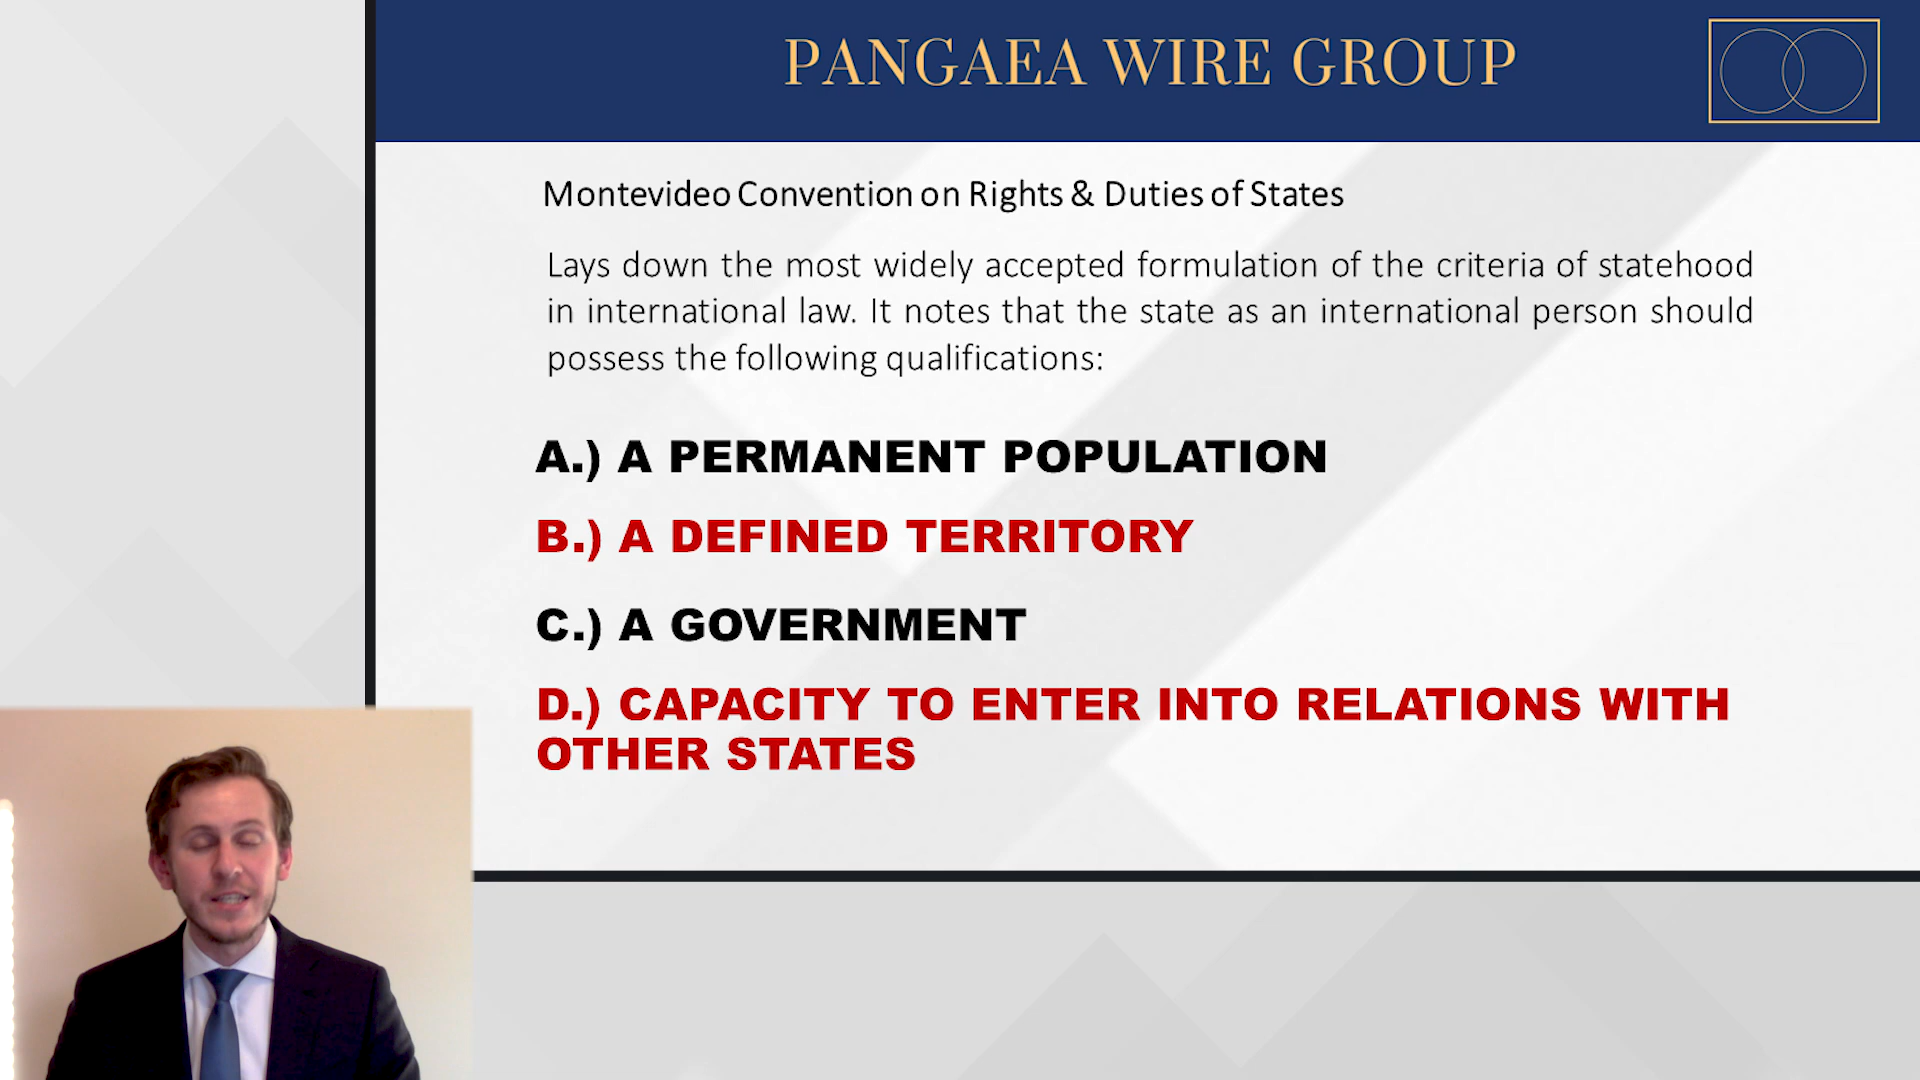 PANGAEA WIRE GROUP
Montevideo Convention on Rights & Duties of States
Lays down the most widely accepted formulation of the criteria of statehood
in international law. It notes that the state as an international person should
possess the following qualifications:
A.) A PERMANENT POPULATION
B.) A DEFINED TERRITORY
C.) A GOVERNMENT
D.) CAPACITY TO ENTER INTO RELATIONS WITH
OTHER STATES